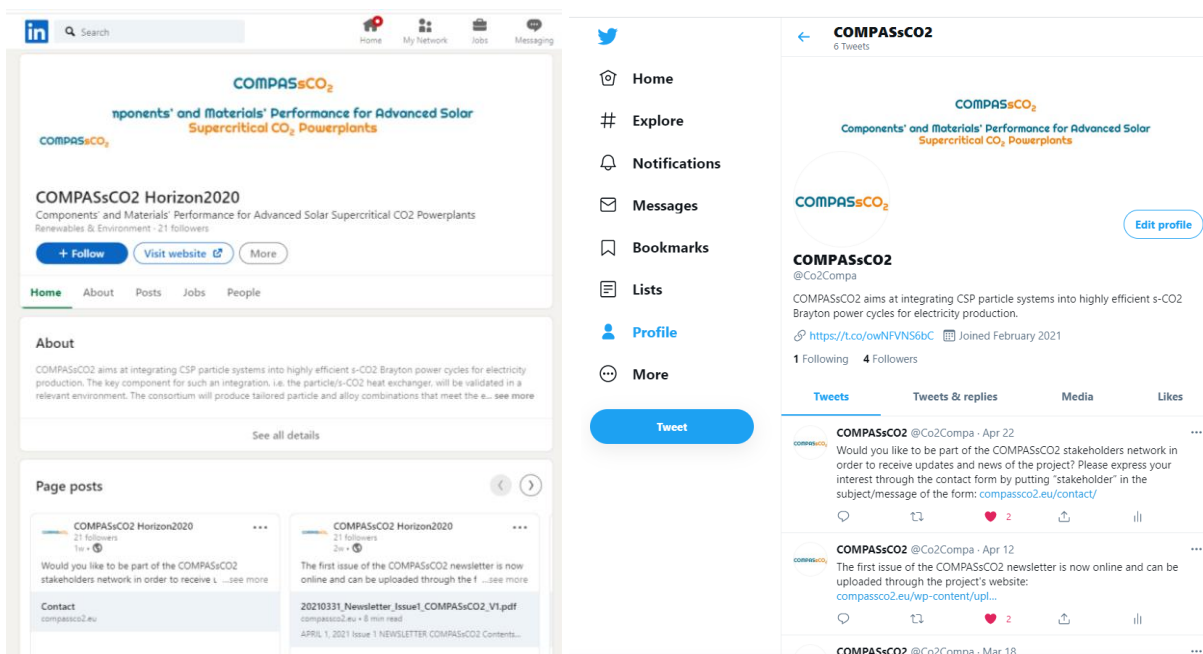 in
Search
Home
My Network
Jobs
Messaging
COMPASsCO2
nponents' and Materials' Performance for Advanced Solar
Supercritical CO2 Powerplants
COMPASsCO2
COMPASsCO2 Horizon2020
Components' and Materials' Performance for Advanced Solar Supercritical CO2 Powerplants
Renewables & Environment · 21 followers
+ Follow
Visit website
More
Home
About
Posts
Jobs
People
About
COMPASsCO2 aims at integrating CSP particle systems into highly efficient s-CO2 Brayton power cycles for electricity
production. The key component for such an integration, i.e. the particle/s-CO2 heat exchanger, will be validated in a
relevant environment. The consortium will produce tailored particle and alloy combinations that meet the e... see more
See all details
Page posts
COMPASsCO2 Horizon2020
21 followers
1w •
Would you like to be part of the COMPASsCO2
stakeholders network in order to receive u ...see more
Contact
compassco2.eu
COMPASsCO2 Horizon2020
21 followers
2w •
The first issue of the COMPASsCO2 newsletter is now
online and can be uploaded through the f ...see more
20210331_Newsletter_Issue1_COMPASsCO2_V1.pdf
compassco2.eu • 8 min read
APRIL 1, 2021 Issue 1 NEWSLETTER COMPASsCO2 Contents...
Home
Explore
Notifications
Messages
Bookmarks
Lists
Profile
More
Tweet
COMPASsCO2
6 Tweets
COMPASsCO2
Components' and Materials' Performance for Advanced Solar
Supercritical CO2 Powerplants
COMPASsCO2
Edit profile
COMPASsCO2
@Co2Compa
COMPASsCO2 aims at integrating CSP particle systems into highly efficient s-CO2
Brayton power cycles for electricity production.
https://t.co/owNFVNS6bC Joined February 2021
1 Following 4 Followers
Tweets
Tweets & replies
Media
Likes
COMPASsCO2
COMPASsCO2 @Co2Compa · Apr 22
Would you like to be part of the COMPASsCO2 stakeholders network in
order to receive updates and news of the project? Please express your
interest through the contact form by putting "stakeholder" in the
subject/message of the form: compassco2.eu/contact/
2
COMPASsCO2
COMPASsCO2 @Co2Compa · Apr 12
The first issue of the COMPASsCO2 newsletter is now online and can be
uploaded through the project's website:
compassco2.eu/wp-content/upl...
2
COMPASsCO2 @Co2Compa · Mar 18